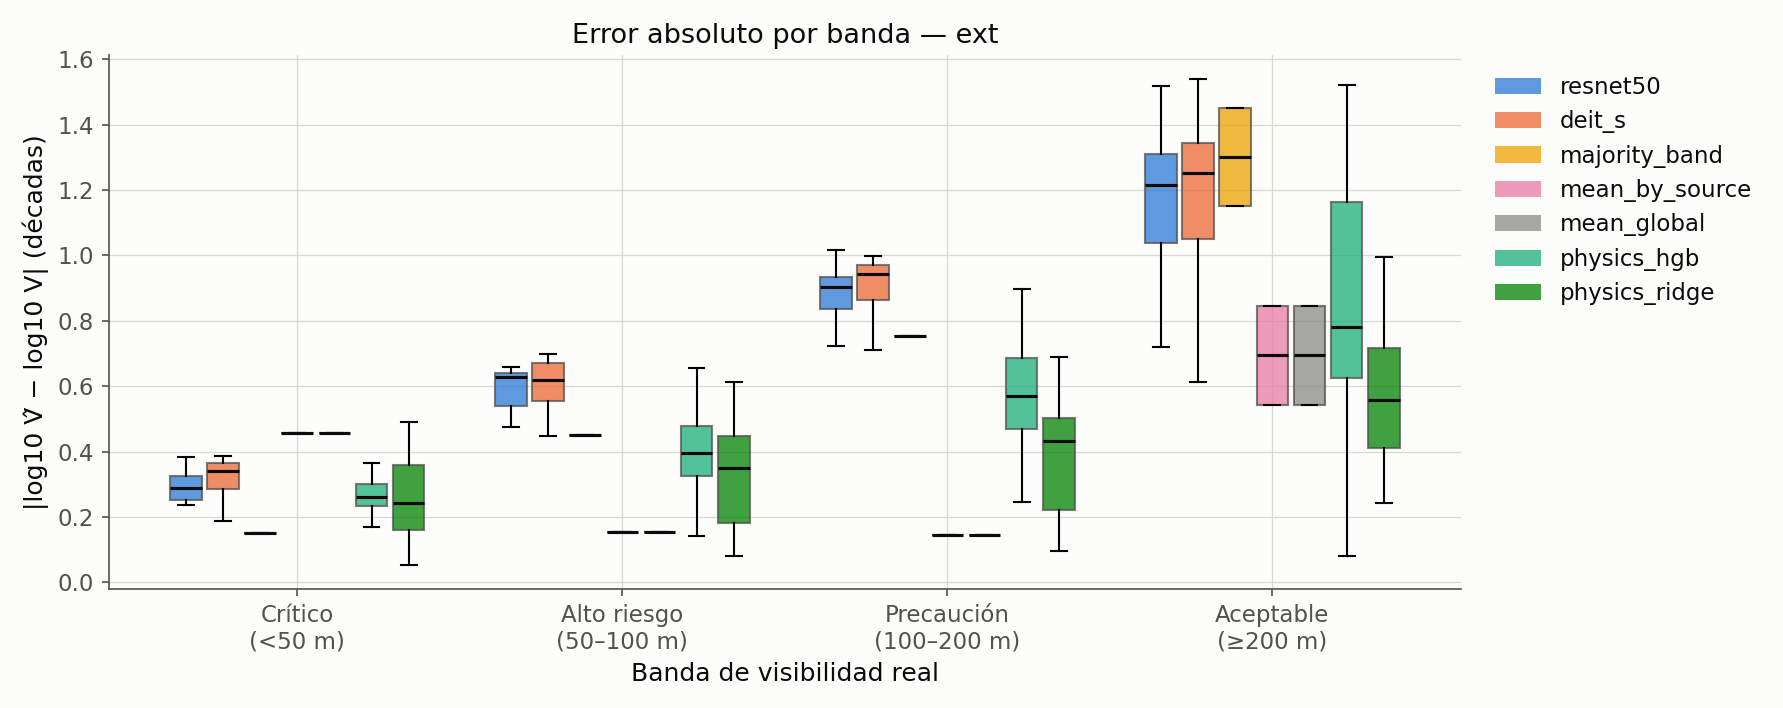 Error absoluto por banda — ext
|log10 V̂ − log10 V| (décadas)
1.6
1.4
1.2
1.0
0.8
0.6
0.4
0.2
0.0
Crítico
(<50 m)
Alto riesgo
(50–100 m)
Precaución
(100–200 m)
Aceptable
(≥200 m)
Banda de visibilidad real
resnet50
deit_s
majority_band
mean_by_source
mean_global
physics_hgb
physics_ridge